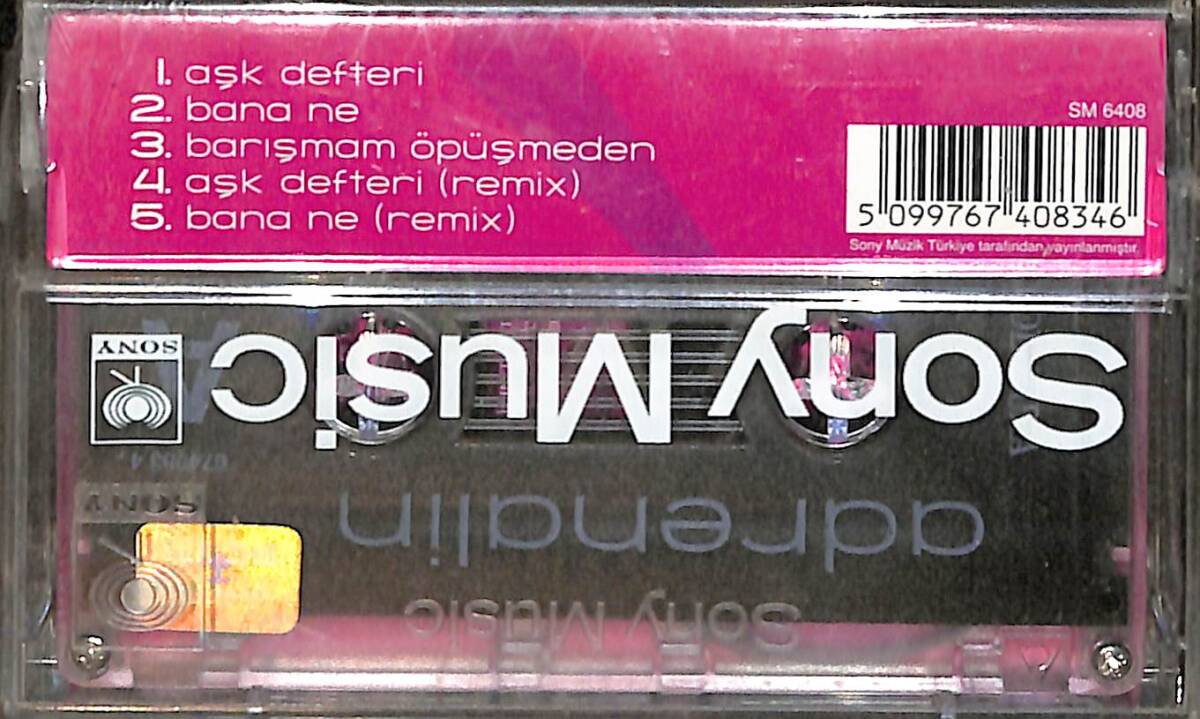 1. aşk defteri
2. bana ne
3. barışmam öpüşmeden
4. aşk defteri (remix)
5. bana ne (remix)
SM 6408
5 099767 408346
Sony Müzik Türkiye tarafından yayınlanmıştır.
Sony Music
SONY
adrenalin
SONY
Sony Music